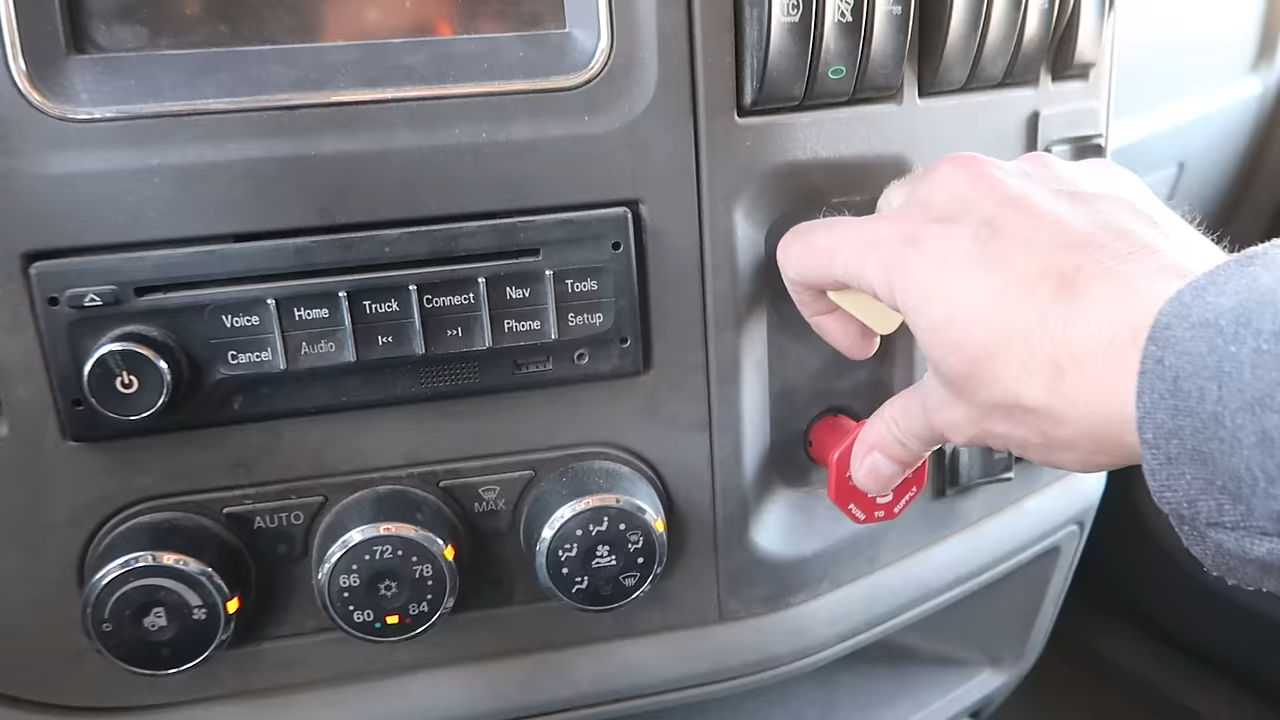 TC
Voice
Home
Truck
Connect
Nav
Tools
Cancel
Audio
|<<
>>|
Phone
Setup
AUTO
MAX
66
72
78
60
84
PUSH TO SUPPLY